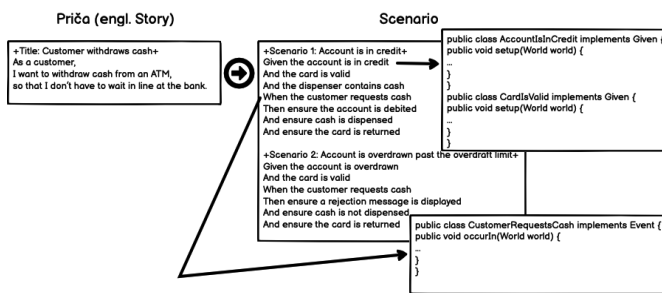 Priča (engl. Story)
+Title: Customer withdraws cash+
As a customer,
I want to withdraw cash from an ATM,
so that I don't have to wait in line at the bank.
Scenario
+Scenario 1: Account is in credit+
Given the account is in credit
And the card is valid
And the dispenser contains cash
When the customer requests cash
Then ensure the account is debited
And ensure cash is dispensed
And ensure the card is returned
+Scenario 2: Account is overdrawn past the overdraft limit+
Given the account is overdrawn
And the card is valid
When the customer requests cash
Then ensure a rejection message is displayed
And ensure cash is not dispensed
And ensure the card is returned
public class AccountIsInCredit implements Given {
public void setup(World world) {
...
}
}
public class CardIsValid implements Given {
public void setup(World world) {
...
}
}
public class CustomerRequestsCash implements Event {
public void occurIn(World world) {
...
}
}